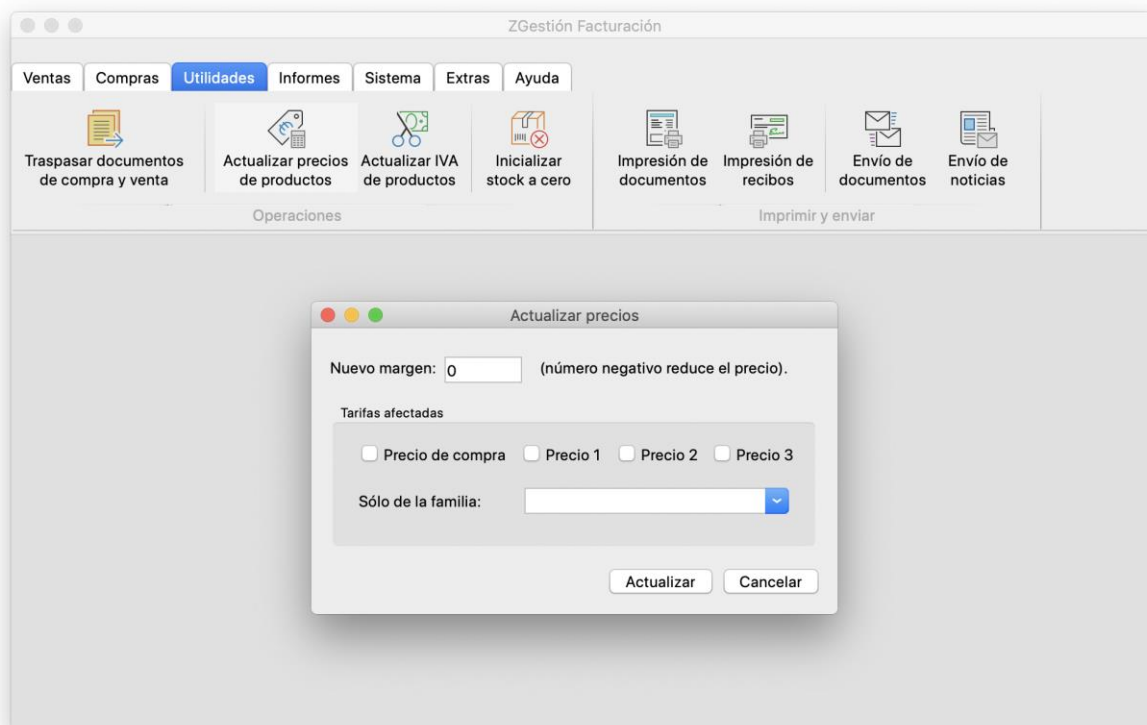 ZGestión Facturación
Ventas Compras Utilidades Informes Sistema Extras Ayuda
Traspasar documentos
de compra y venta
Actualizar precios
de productos
Actualizar IVA
de productos
Inicializar
stock a cero
Impresión de
documentos
Impresión de
recibos
Envío de
documentos
Envío de
noticias
Operaciones
Imprimir y enviar
Actualizar precios
Nuevo margen: 0 (número negativo reduce el precio).
Tarifas afectadas
Precio de compra Precio 1 Precio 2 Precio 3
Sólo de la familia:
Actualizar Cancelar